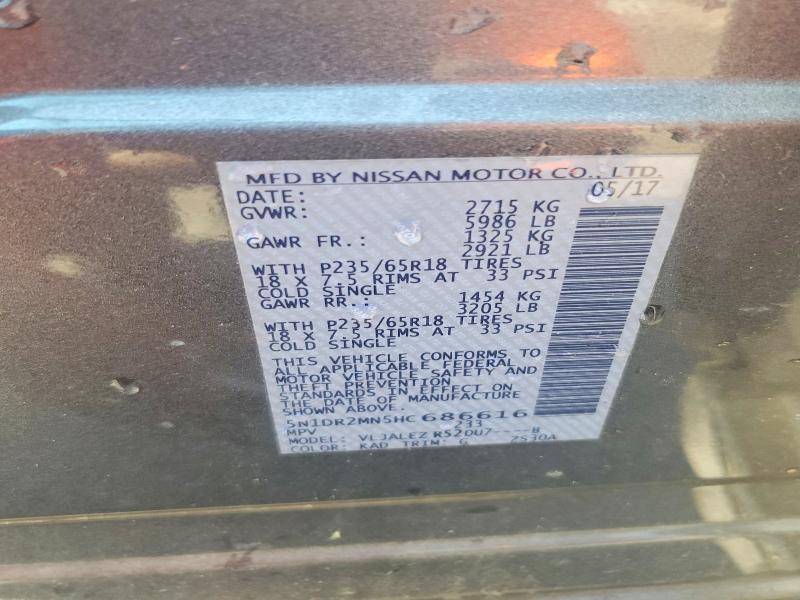 MFD BY NISSAN MOTOR CO., LTD.
DATE: 05/17
GVWR: 2715 KG
5986 LB
GAWR FR.: 1325 KG
2921 LB
WITH P235/65R18 TIRES
18 X 7.5 RIMS AT 33 PSI
COLD SINGLE
GAWR RR.: 1454 KG
3205 LB
WITH P235/65R18 TIRES
18 X 7.5 RIMS AT 33 PSI
COLD SINGLE
THIS VEHICLE CONFORMS TO
ALL APPLICABLE FEDERAL
MOTOR VEHICLE SAFETY AND
THEFT PREVENTION
STANDARDS IN EFFECT ON
THE DATE OF MANUFACTURE
SHOWN ABOVE.
5N1DR2MN5HC686616
MPV 233
MODEL: VLJALEZ R52DU7----B
COLOR: KAD TRIM: G ZS30A